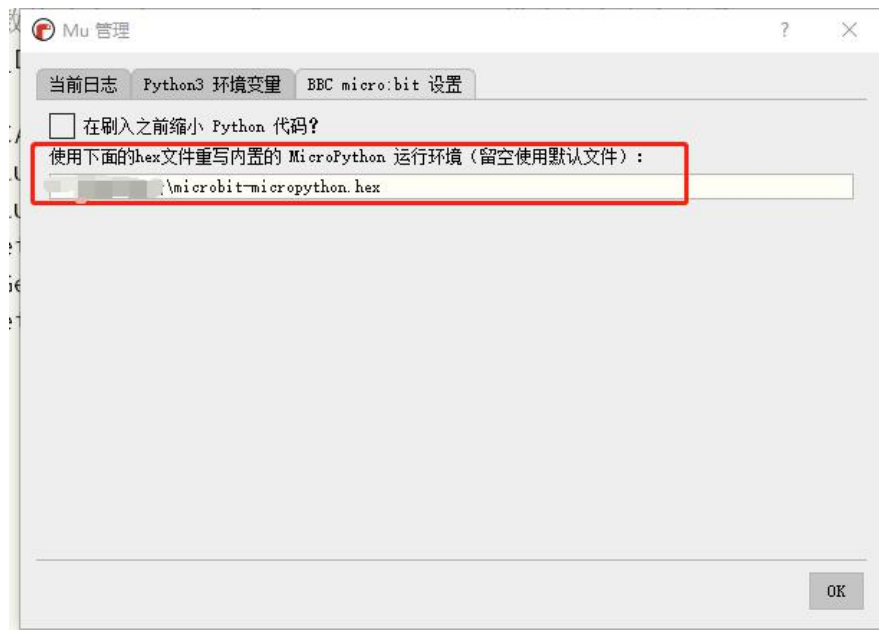 Mu 管理
当前日志 Python3 环境变量 BBC micro:bit 设置
在刷入之前缩小 Python 代码?
使用下面的hex文件重写内置的 MicroPython 运行环境(留空使用默认文件):
\microbit-micropython.hex
OK